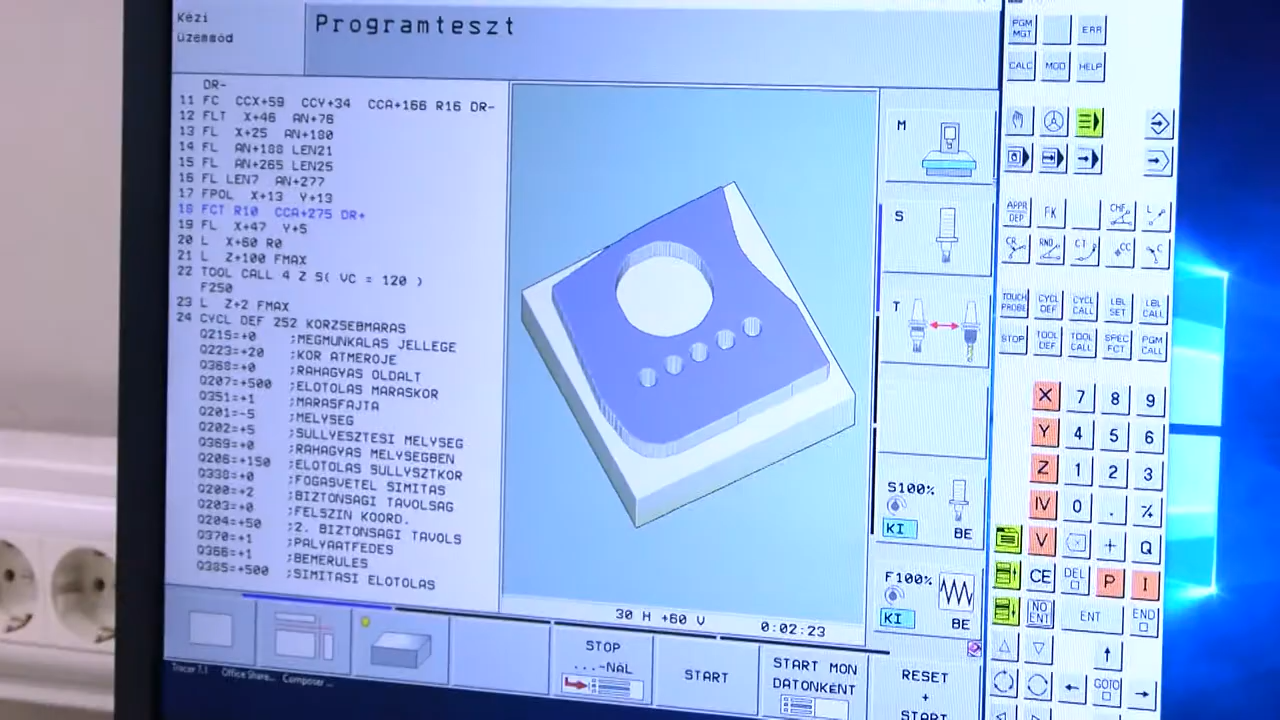 Kézi
üzemmód
Programteszt
DR-
11 FC CCX+59 CCY+34 CCA+166 R16 DR-
12 FLT X+46 AN+76
13 FL X+25 AN+180
14 FL AN+188 LEN21
15 FL AN+265 LEN25
16 FL LEN7 AN+277
17 FPOL X+13 Y+13
18 FCT R10 CCA+275 DR+
19 FL X+47 Y+5
20 L X+60 R0
21 L Z+100 FMAX
22 TOOL CALL 4 Z S( VC = 120 )
F250
23 L Z+2 FMAX
24 CYCL DEF 252 KORZSEBMARAS
Q215=+0 ;MEGMUNKALAS JELLEGE
Q223=+20 ;KOR ATMEROJE
Q368=+0 ;RAHAGYAS OLDALT
Q207=+500 ;ELOTOLAS MARASKOR
Q351=+1 ;MARASFAJTA
Q201=-5 ;MELYSEG
Q202=+5 ;SULLYESZTESI MELYSEG
Q369=+0 ;RAHAGYAS MELYSEGBEN
Q206=+150 ;ELOTOLAS SULLYSZTKOR
Q338=+0 ;FOGASVETEL SIMITAS
Q200=+2 ;BIZTONSAGI TAVOLSAG
Q203=+0 ;FELSZIN KOORD.
Q204=+50 ;2. BIZTONSAGI TAVOLS
Q370=+1 ;PALYAATFEDES
Q366=+1 ;BEMERULES
Q385=+500 ;SIMITASI ELOTOLAS
30 H +60 V 0:02:23
M
S
T
S100%
KI BE
F100%
KI BE
STOP
...-NÁL
START
START MON
DATONKÉNT
RESET
+
START
Tracer 7.1 Office Share... Composer ...
PGM
MGT
ERR
CALC MOD HELP
APPR
DEP
FK CHF L
CR RND CT CC C
TOUCH
PROBE
CYCL
DEF
CYCL
CALL
LBL
SET
LBL
CALL
STOP
TOOL
DEF
TOOL
CALL
SPEC
FCT
PGM
CALL
X 7 8 9
Y 4 5 6
Z 1 2 3
IV 0 .
V + Q
CE DEL P I
NO
ENT
ENT END
GOTO